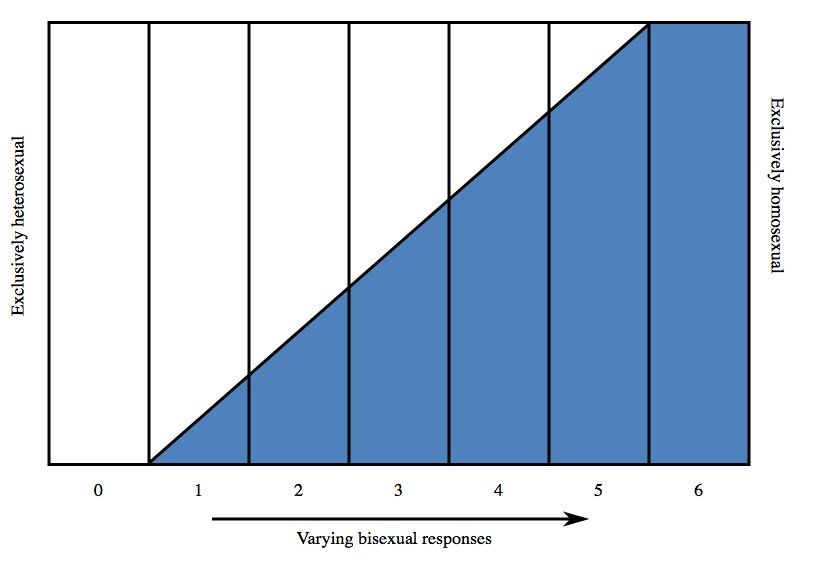 Exclusively heterosexual
Exclusively homosexual
0 1 2 3 4 5 6
Varying bisexual responses